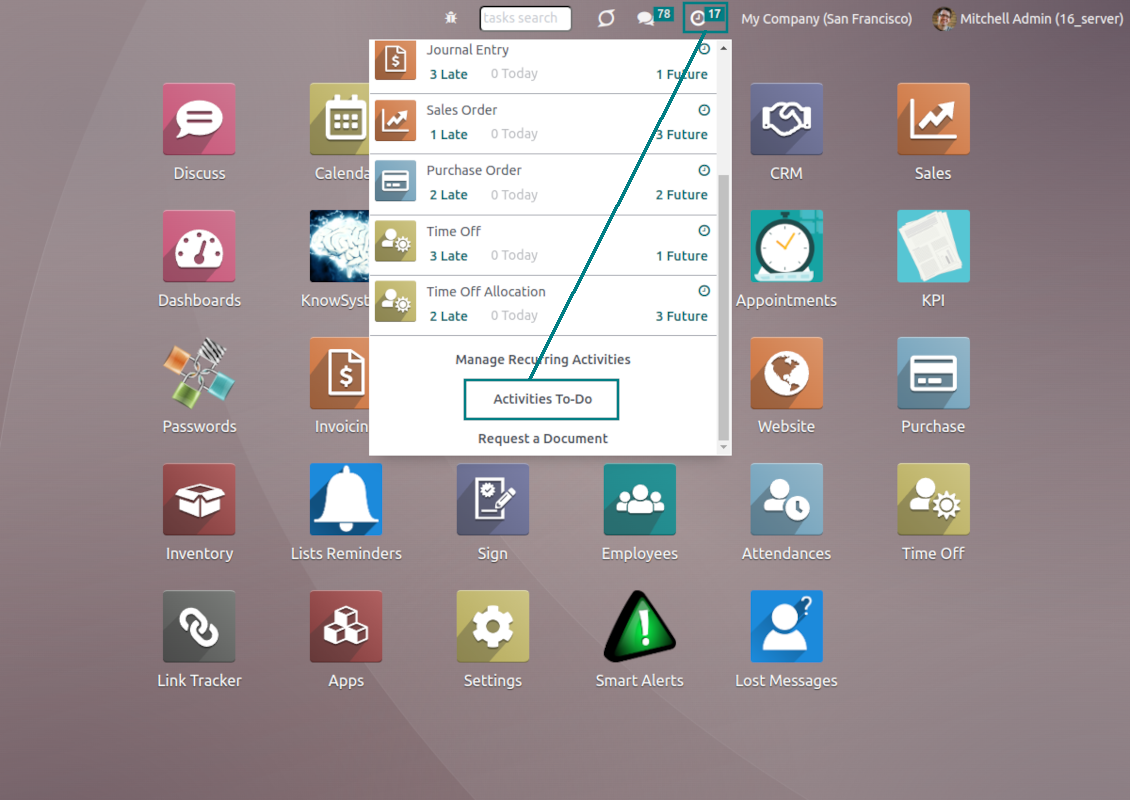 tasks search 78 17 My Company (San Francisco) Mitchell Admin (16_server)
Journal Entry
3 Late 0 Today 1 Future
Sales Order
1 Late 0 Today 3 Future
Purchase Order
2 Late 0 Today 2 Future
Time Off
3 Late 0 Today 1 Future
Time Off Allocation
2 Late 0 Today 3 Future
Manage Recurring Activities
Activities To-Do
Request a Document
Discuss Calenda CRM Sales
Dashboards KnowSyst Appointments KPI
Passwords Invoicin Website Purchase
Inventory Lists Reminders Sign Employees Attendances Time Off
Link Tracker Apps Settings Smart Alerts Lost Messages